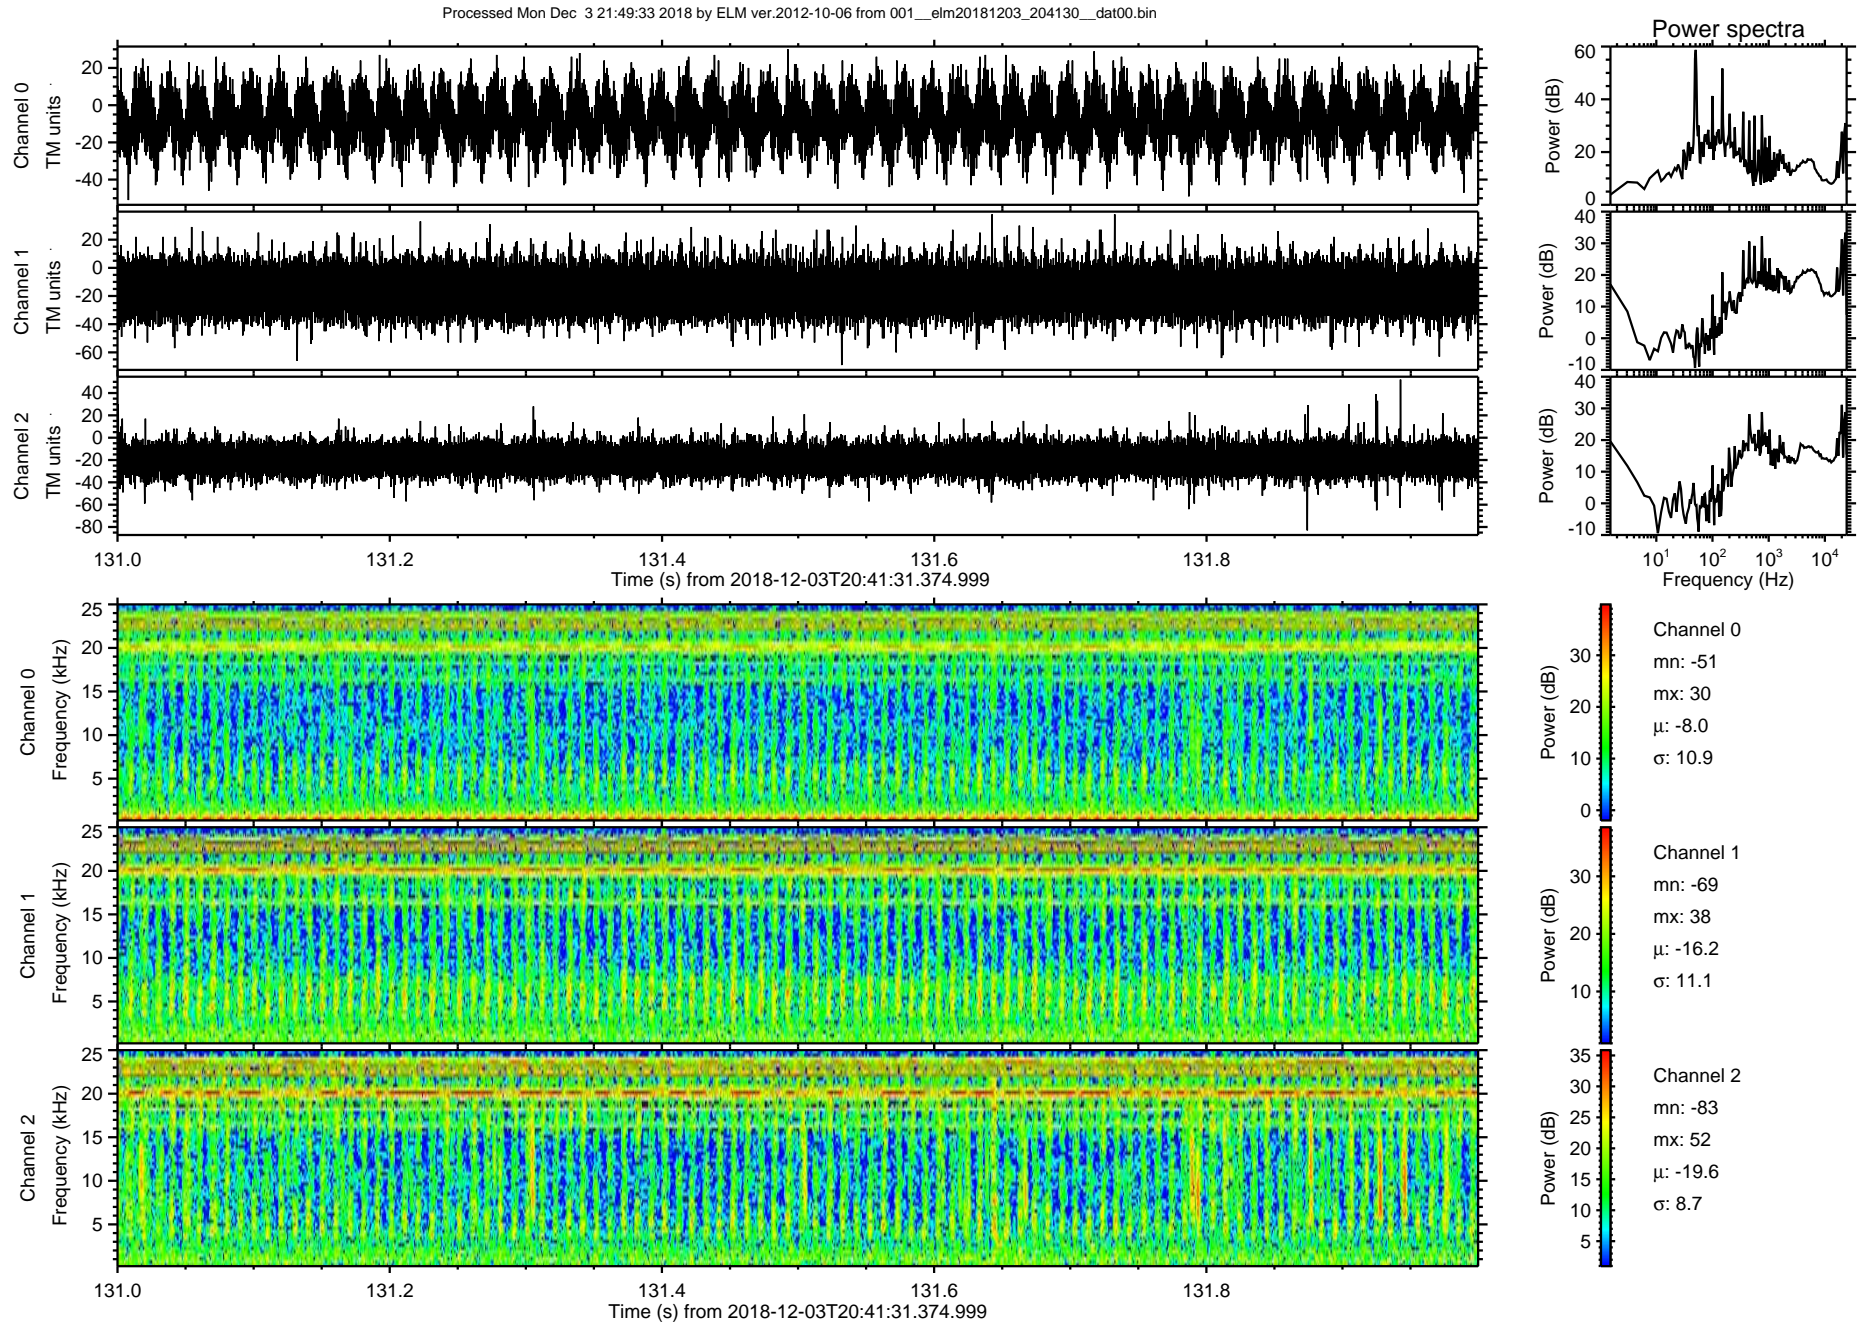 Processed Mon Dec  3 21:49:33 2018 by ELM ver.2012-10-06 from 001__elm20181203_204130__dat00.bin
Power spectra
Channel 0
TM units
20
0
-20
-40
Power (dB)
60
40
20
0
Channel 1
TM units
20
0
-20
-40
-60
Power (dB)
40
30
20
10
0
-10
Channel 2
TM units
40
20
0
-20
-40
-60
-80
Power (dB)
40
30
20
10
0
-10
131.0 131.2 131.4 131.6 131.8
Time (s) from 2018-12-03T20:41:31.374.999
10¹ 10² 10³ 10⁴
Frequency (Hz)
Channel 0
Frequency (kHz)
25
20
15
10
5
Power (dB)
30
20
10
0
Channel 0
mn: -51
mx: 30
μ: -8.0
σ: 10.9
Channel 1
Frequency (kHz)
25
20
15
10
5
Power (dB)
30
20
10
Channel 1
mn: -69
mx: 38
μ: -16.2
σ: 11.1
Channel 2
Frequency (kHz)
25
20
15
10
5
Power (dB)
35
30
25
20
15
10
5
Channel 2
mn: -83
mx: 52
μ: -19.6
σ: 8.7
131.0 131.2 131.4 131.6 131.8
Time (s) from 2018-12-03T20:41:31.374.999